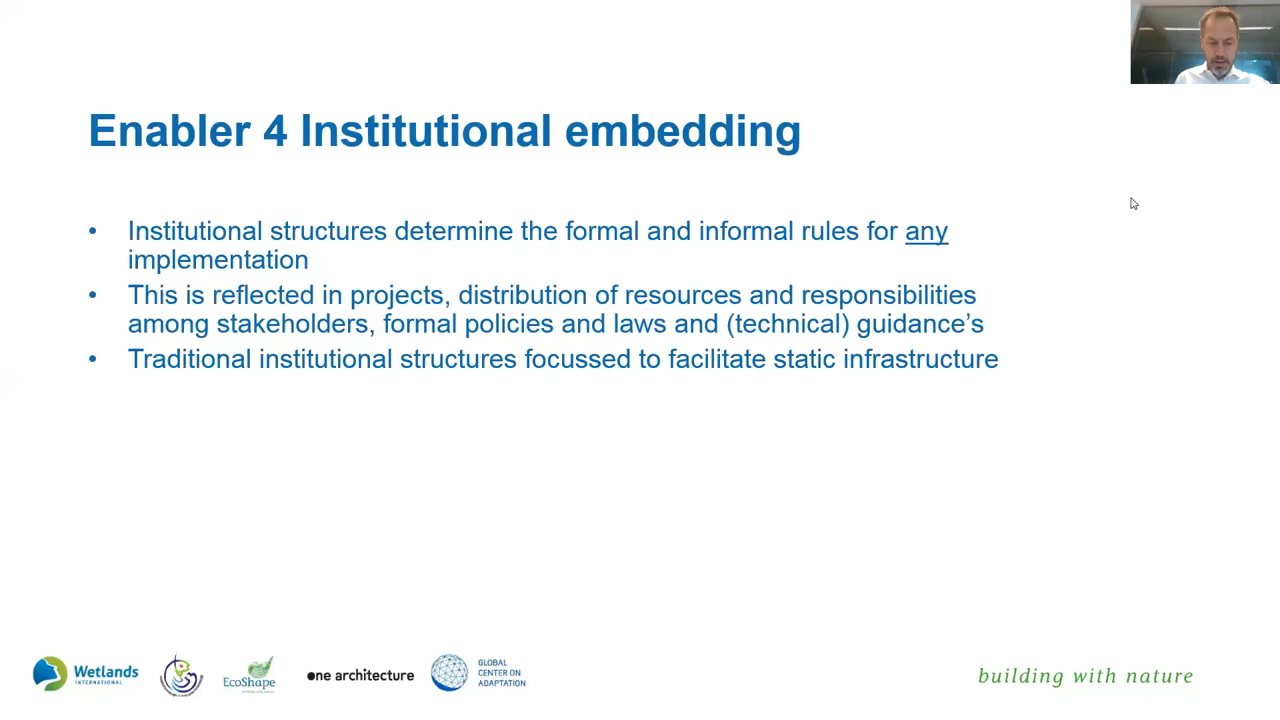 Enabler 4 Institutional embedding
• Institutional structures determine the formal and informal rules for any
implementation
• This is reflected in projects, distribution of resources and responsibilities
among stakeholders, formal policies and laws and (technical) guidance’s
• Traditional institutional structures focussed to facilitate static infrastructure
Wetlands
INTERNATIONAL
EcoShape
one architecture
GLOBAL
CENTER ON
ADAPTATION
building with nature